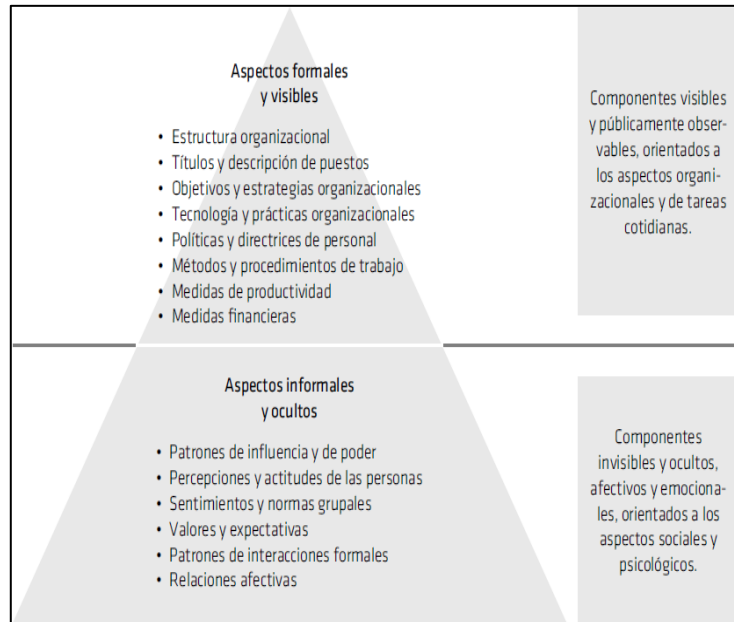 Aspectos formales
y visibles
• Estructura organizacional
• Títulos y descripción de puestos
• Objetivos y estrategias organizacionales
• Tecnología y prácticas organizacionales
• Políticas y directrices de personal
• Métodos y procedimientos de trabajo
• Medidas de productividad
• Medidas financieras
Componentes visibles
y públicamente obser-
vables, orientados a
los aspectos organi-
zacionales y de tareas
cotidianas.
Aspectos informales
y ocultos
• Patrones de influencia y de poder
• Percepciones y actitudes de las personas
• Sentimientos y normas grupales
• Valores y expectativas
• Patrones de interacciones formales
• Relaciones afectivas
Componentes
invisibles y ocultos,
afectivos y emociona-
les, orientados a los
aspectos sociales y
psicológicos.